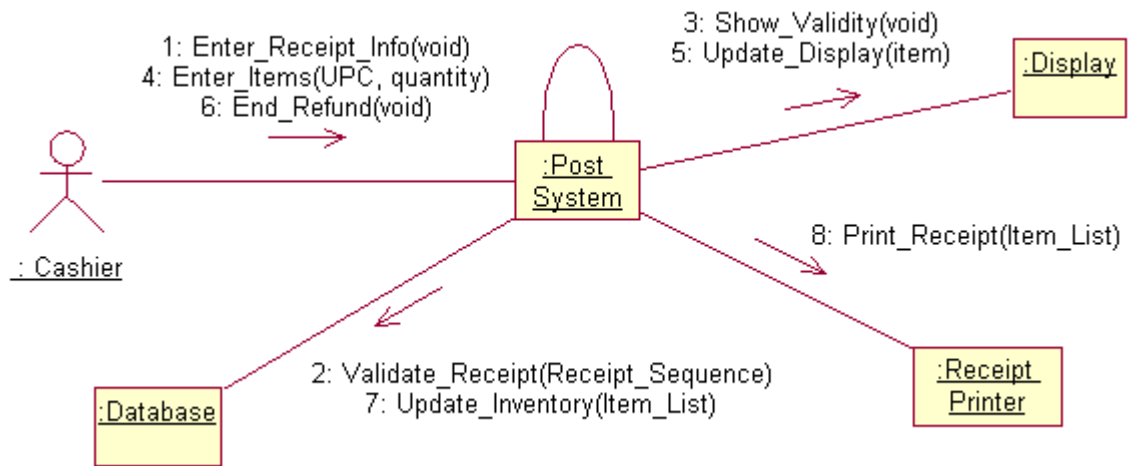 1: Enter_Receipt_Info(void)
4: Enter_Items(UPC, quantity)
6: End_Refund(void)
3: Show_Validity(void)
5: Update_Display(item)
:Display
:Post
System
: Cashier
8: Print_Receipt(Item_List)
2: Validate_Receipt(Receipt_Sequence)
7: Update_Inventory(Item_List)
:Database
:Receipt
Printer